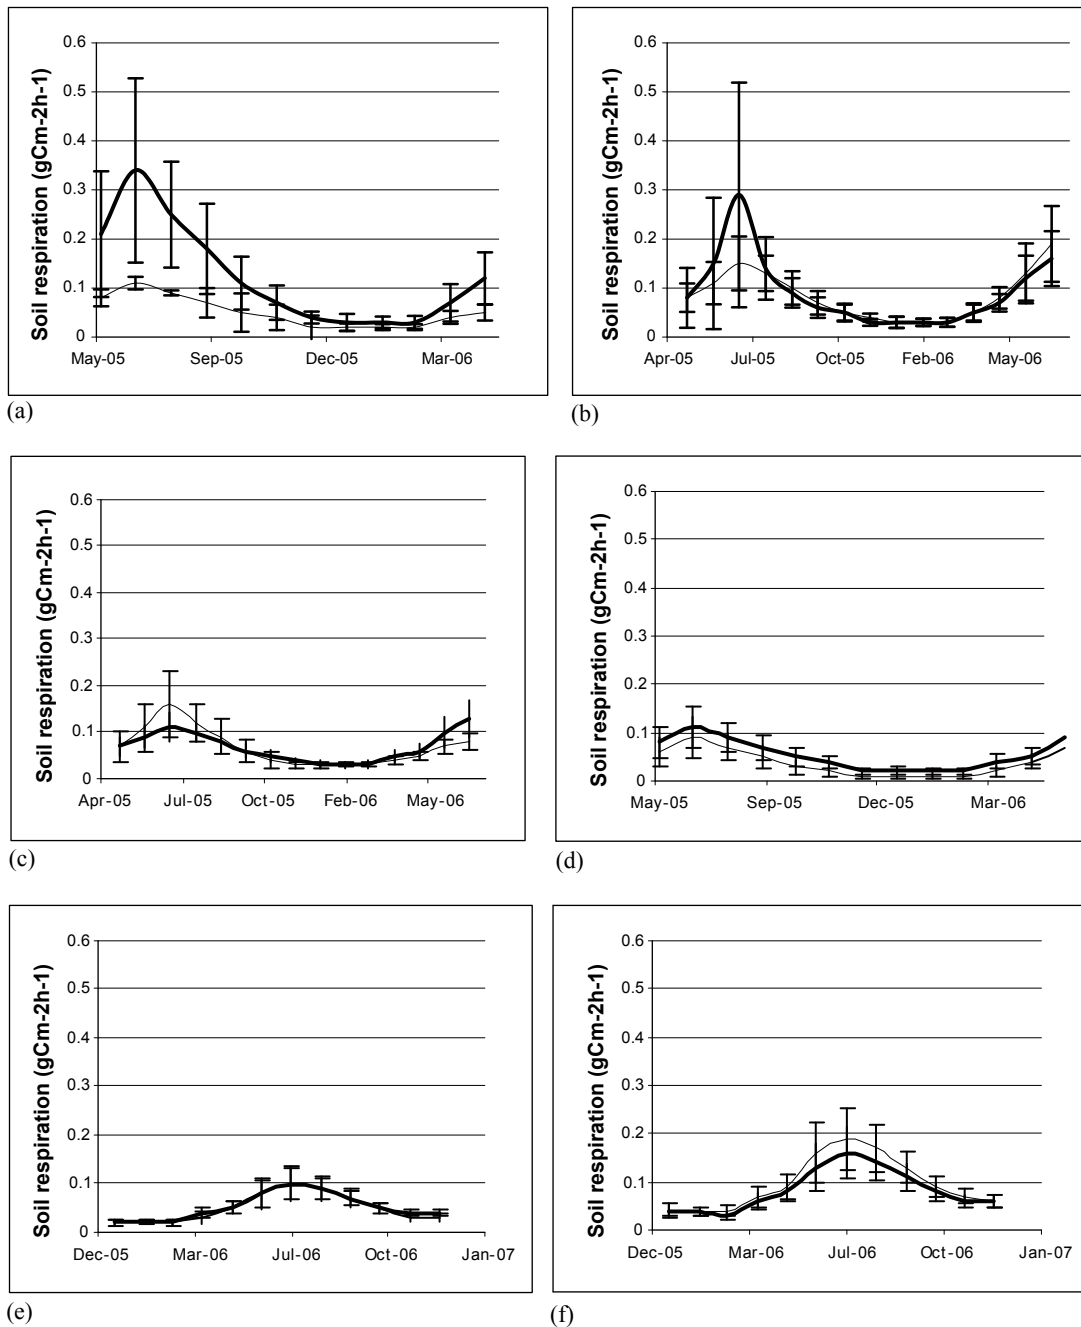 Soil respiration (gCm-2h-1)
0.6
0.5
0.4
0.3
0.2
0.1
0
May-05 Sep-05 Dec-05 Mar-06
(a)
Soil respiration (gCm-2h-1)
0.6
0.5
0.4
0.3
0.2
0.1
0
Apr-05 Jul-05 Oct-05 Feb-06 May-06
(b)
Soil respiration (gCm-2h-1)
0.6
0.5
0.4
0.3
0.2
0.1
0
Apr-05 Jul-05 Oct-05 Feb-06 May-06
(c)
Soil respiration (gCm-2h-1)
0.6
0.5
0.4
0.3
0.2
0.1
0
May-05 Sep-05 Dec-05 Mar-06
(d)
Soil respiration (gCm-2h-1)
0.6
0.5
0.4
0.3
0.2
0.1
0
Dec-05 Mar-06 Jul-06 Oct-06 Jan-07
(e)
Soil respiration (gCm-2h-1)
0.6
0.5
0.4
0.3
0.2
0.1
0
Dec-05 Mar-06 Jul-06 Oct-06 Jan-07
(f)